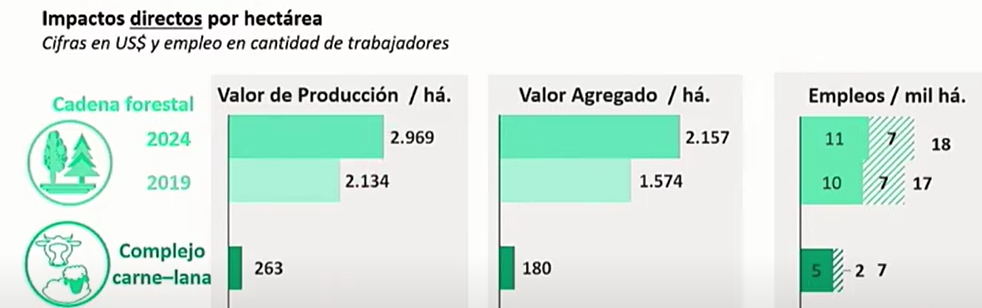 Impactos directos por hectárea
Cifras en US$ y empleo en cantidad de trabajadores
Cadena forestal
2024
2019
Complejo
carne–lana
Valor de Producción / há.
2.969
2.134
263
Valor Agregado / há.
2.157
1.574
180
Empleos / mil há.
11 7 18
10 7 17
5 2 7